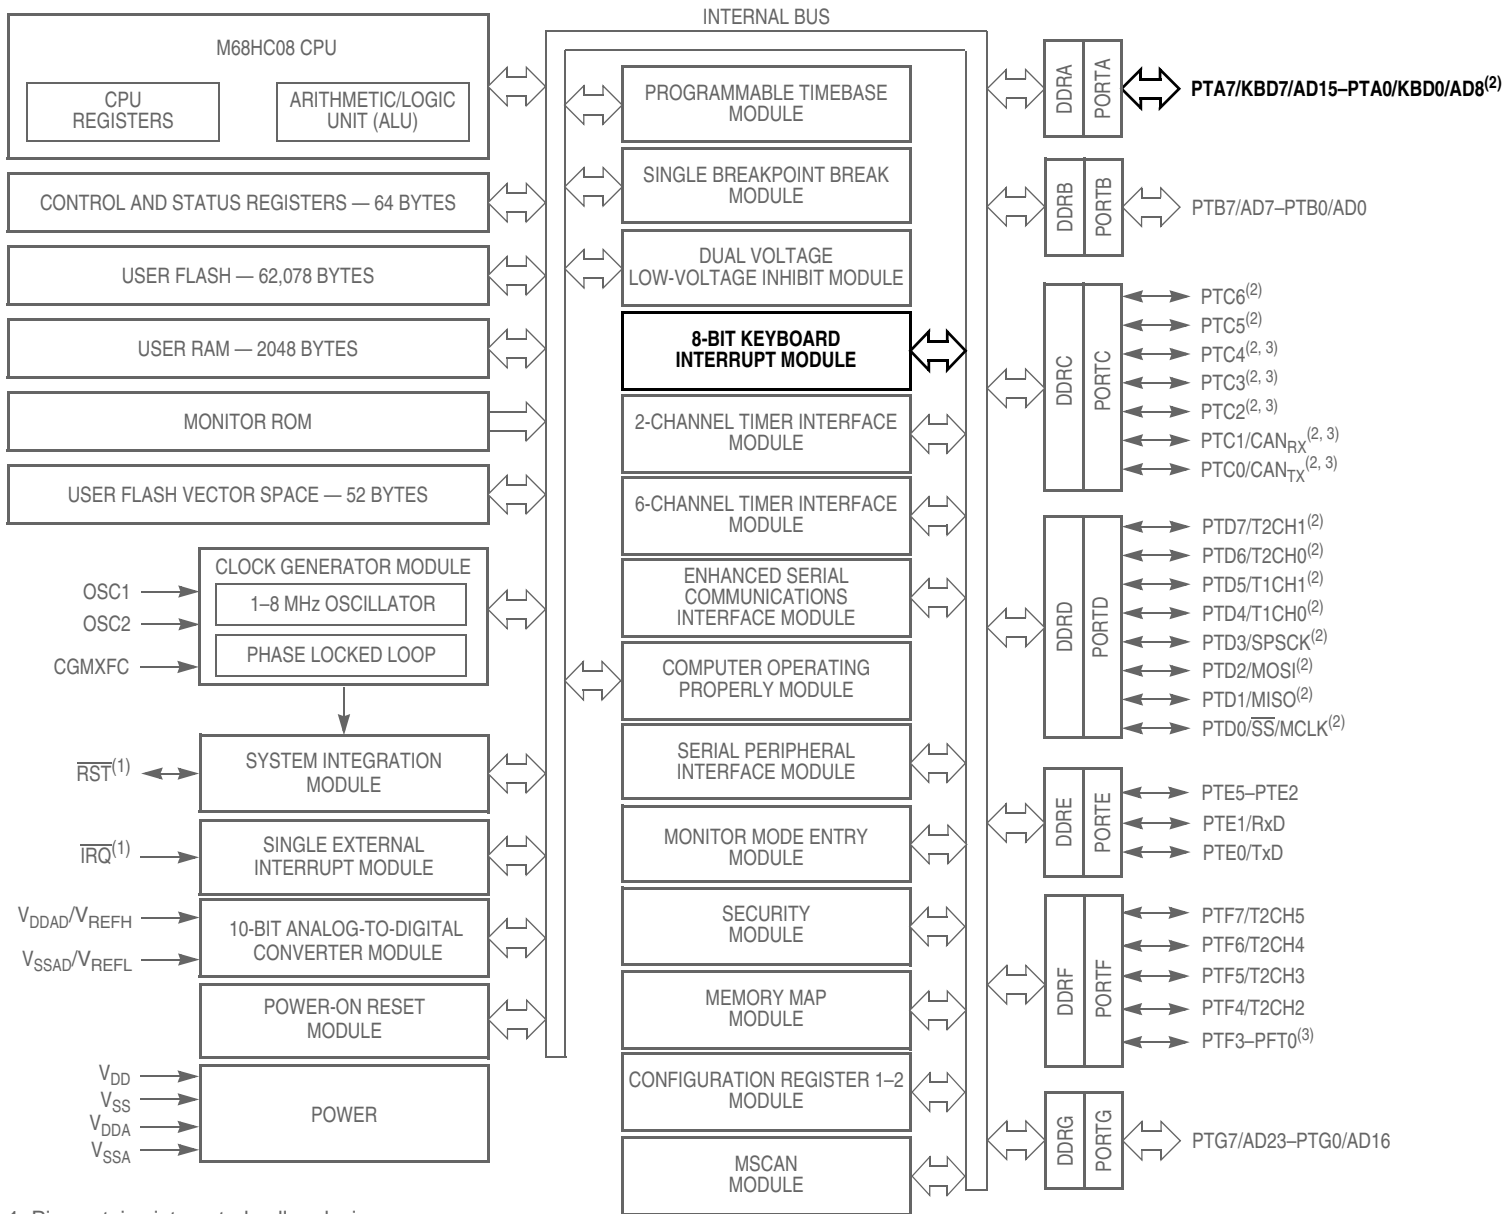 INTERNAL BUS
M68HC08 CPU
CPU
REGISTERS
ARITHMETIC/LOGIC
UNIT (ALU)
CONTROL AND STATUS REGISTERS — 64 BYTES
USER FLASH — 62,078 BYTES
USER RAM — 2048 BYTES
MONITOR ROM
USER FLASH VECTOR SPACE — 52 BYTES
CLOCK GENERATOR MODULE
1–8 MHz OSCILLATOR
PHASE LOCKED LOOP
OSC1
OSC2
CGMXFC
SYSTEM INTEGRATION
MODULE
RST(1)
SINGLE EXTERNAL
INTERRUPT MODULE
IRQ(1)
10-BIT ANALOG-TO-DIGITAL
CONVERTER MODULE
VDDAD/VREFH
VSSAD/VREFL
POWER-ON RESET
MODULE
POWER
VDD
VSS
VDDA
VSSA
PROGRAMMABLE TIMEBASE
MODULE
SINGLE BREAKPOINT BREAK
MODULE
DUAL VOLTAGE
LOW-VOLTAGE INHIBIT MODULE
8-BIT KEYBOARD
INTERRUPT MODULE
2-CHANNEL TIMER INTERFACE
MODULE
6-CHANNEL TIMER INTERFACE
MODULE
ENHANCED SERIAL
COMMUNICATIONS
INTERFACE MODULE
COMPUTER OPERATING
PROPERLY MODULE
SERIAL PERIPHERAL
INTERFACE MODULE
MONITOR MODE ENTRY
MODULE
SECURITY
MODULE
MEMORY MAP
MODULE
CONFIGURATION REGISTER 1–2
MODULE
MSCAN
MODULE
DDRA
PORTA
PTA7/KBD7/AD15–PTA0/KBD0/AD8(2)
DDRB
PORTB
PTB7/AD7–PTB0/AD0
DDRC
PORTC
PTC6(2)
PTC5(2)
PTC4(2, 3)
PTC3(2, 3)
PTC2(2, 3)
PTC1/CANRX(2, 3)
PTC0/CANTX(2, 3)
DDRD
PORTD
PTD7/T2CH1(2)
PTD6/T2CH0(2)
PTD5/T1CH1(2)
PTD4/T1CH0(2)
PTD3/SPSCK(2)
PTD2/MOSI(2)
PTD1/MISO(2)
PTD0/SS/MCLK(2)
DDRE
PORTE
PTE5–PTE2
PTE1/RxD
PTE0/TxD
DDRF
PORTF
PTF7/T2CH5
PTF6/T2CH4
PTF5/T2CH3
PTF4/T2CH2
PTF3–PFT0(3)
DDRG
PORTG
PTG7/AD23–PTG0/AD16